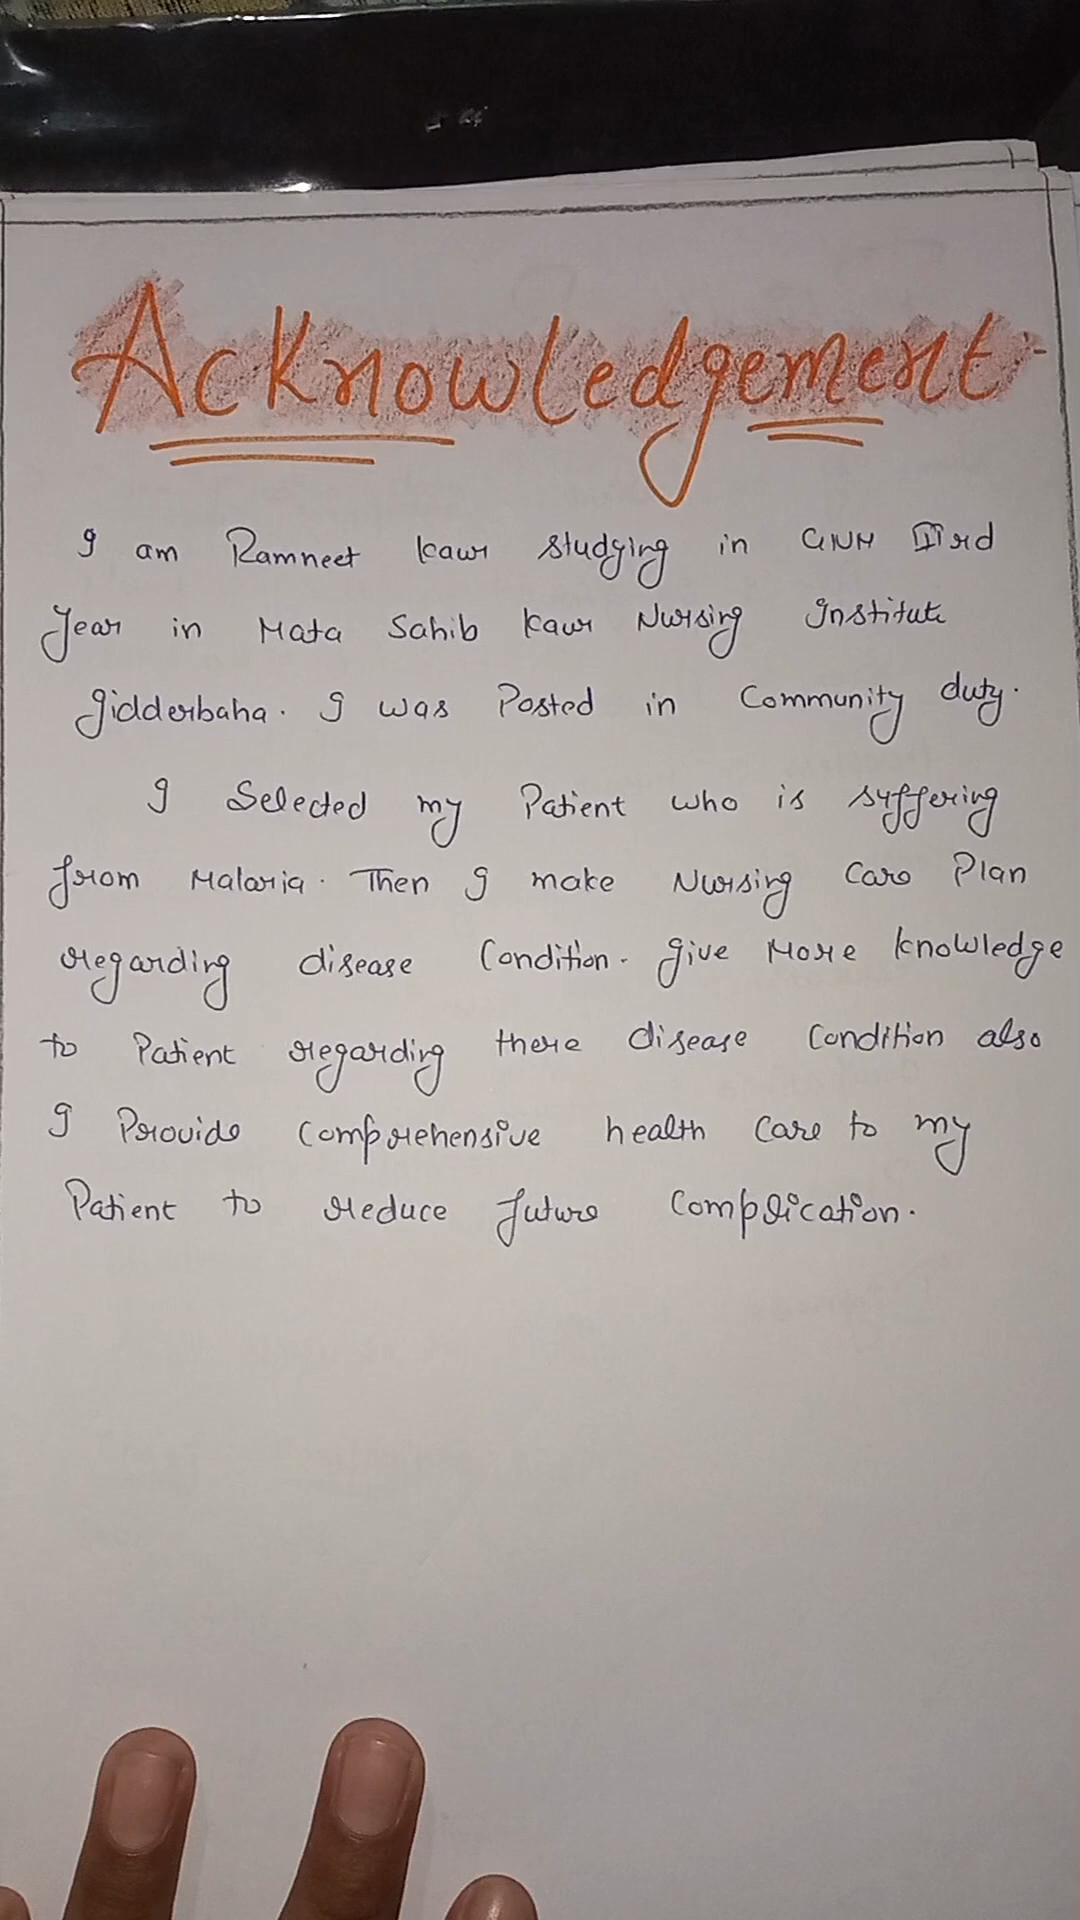 Acknowledgement:-
I am Ramneet kaur studying in GNM IIrd
Year in Mata Sahib kaur Nursing Institute
Gidderbaha. I was Posted in Community duty.
I Selected my Patient who is suffering
from Malaria. Then I make Nursing Care Plan
regarding disease Condition. give More knowledge
to Patient regarding there disease Condition also
I Provide Comprehensive health Care to my
Patient to reduce future Complication.